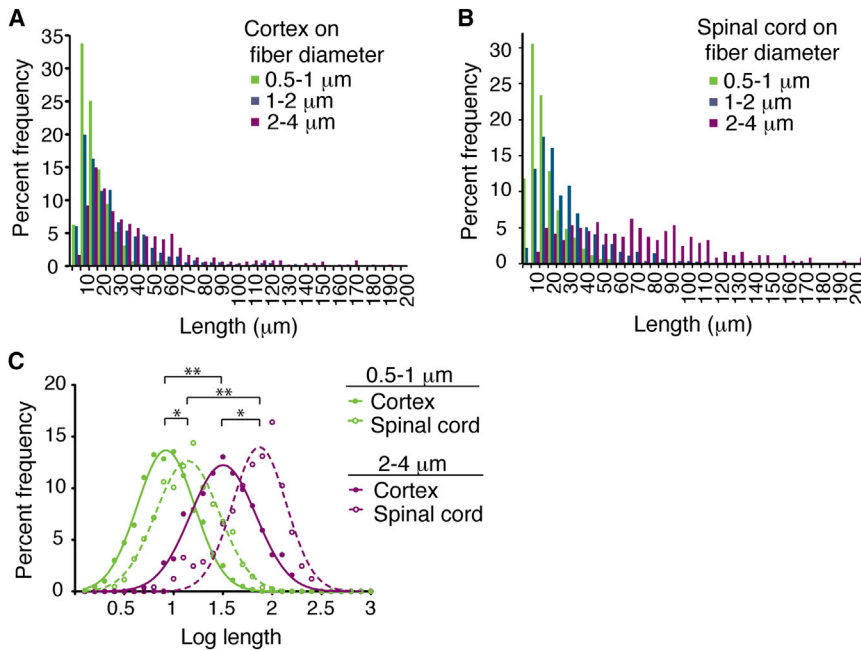 A
Cortex on
fiber diameter
0.5-1 μm
1-2 μm
2-4 μm
Percent frequency
35
30
25
20
15
10
5
0
10
20
30
40
50
60
70
80
90
100
110
120
130
140
150
160
170
180
190
200
Length (μm)
B
Spinal cord on
fiber diameter
0.5-1 μm
1-2 μm
2-4 μm
Percent frequency
30
25
20
15
10
5
0
10
20
30
40
50
60
70
80
90
100
110
120
130
140
150
160
170
180
190
200
Length (μm)
C
** 
**
* *
0.5-1 μm
Cortex
Spinal cord
2-4 μm
Cortex
Spinal cord
Percent frequency
20
15
10
5
0
0.5 1 1.5 2 2.5 3
Log length